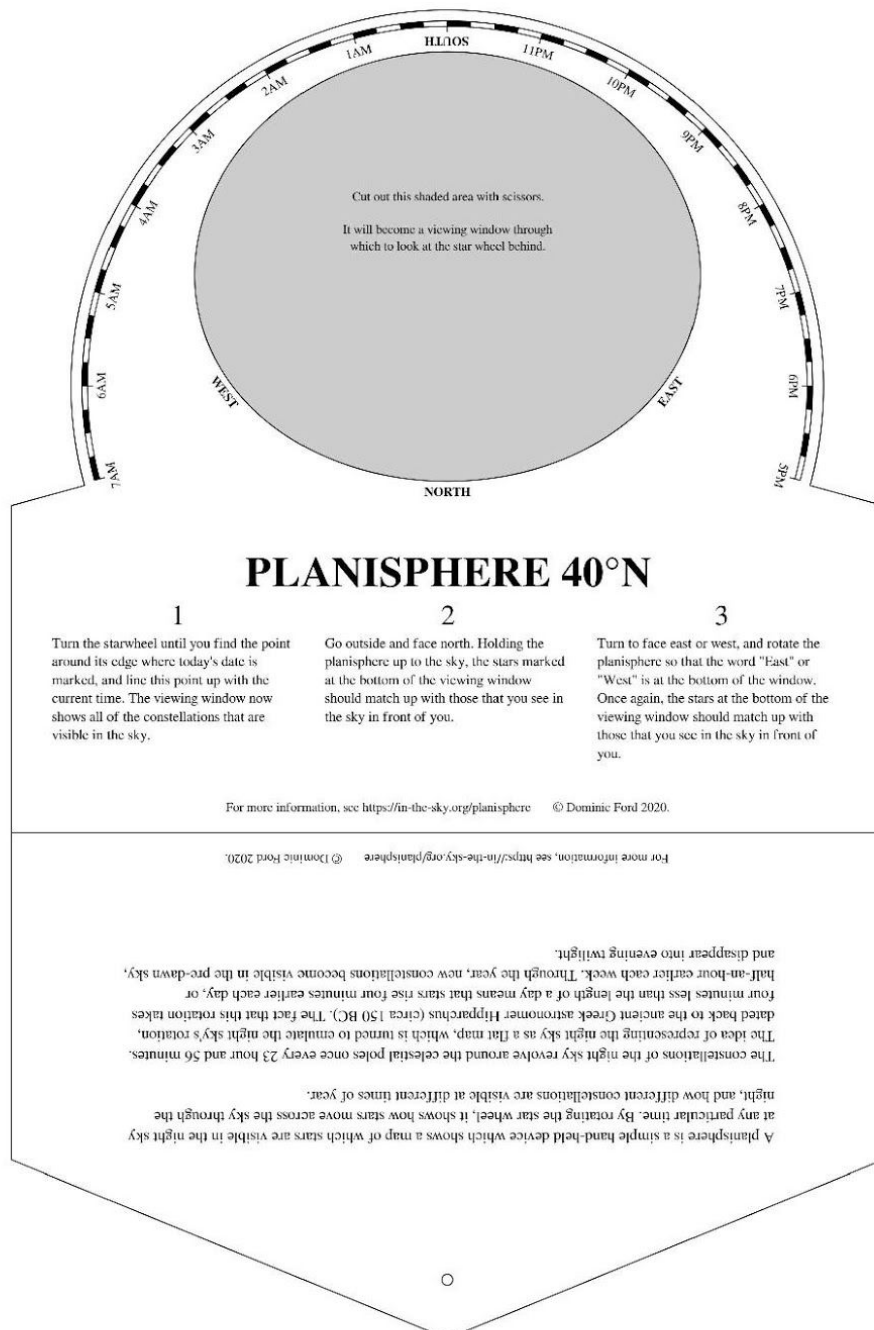 SOUTH
1AM
11PM
2AM
10PM
3AM
9PM
4AM
8PM
5AM
7PM
6AM
6PM
7AM
5PM
Cut out this shaded area with scissors.
It will become a viewing window through
which to look at the star wheel behind.
WEST
EAST
NORTH
PLANISPHERE 40°N
1
Turn the starwheel until you find the point
around its edge where today's date is
marked, and line this point up with the
current time. The viewing window now
shows all of the constellations that are
visible in the sky.
2
Go outside and face north. Holding the
planisphere up to the sky, the stars marked
at the bottom of the viewing window
should match up with those that you see in
the sky in front of you.
3
Turn to face east or west, and rotate the
planisphere so that the word "East" or
"West" is at the bottom of the window.
Once again, the stars at the bottom of the
viewing window should match up with
those that you see in the sky in front of
you.
For more information, see https://in-the-sky.org/planisphere © Dominic Ford 2020.
A planisphere is a simple hand-held device which shows a map of which stars are visible in the night sky
at any particular time. By rotating the star wheel, it shows how stars move across the sky through the
night, and how different constellations are visible at different times of year.
The constellations of the night sky revolve around the celestial poles once every 23 hour and 56 minutes.
The idea of representing the night sky as a flat map, which is turned to emulate the night sky's rotation,
dated back to the ancient Greek astronomer Hipparchus (circa 150 BC). The fact that this rotation takes
four minutes less than the length of a day means that stars rise four minutes earlier each day, or
half-an-hour earlier each week. Through the year, new constellations become visible in the pre-dawn sky,
and disappear into evening twilight.
For more information, see https://in-the-sky.org/planisphere © Dominic Ford 2020.